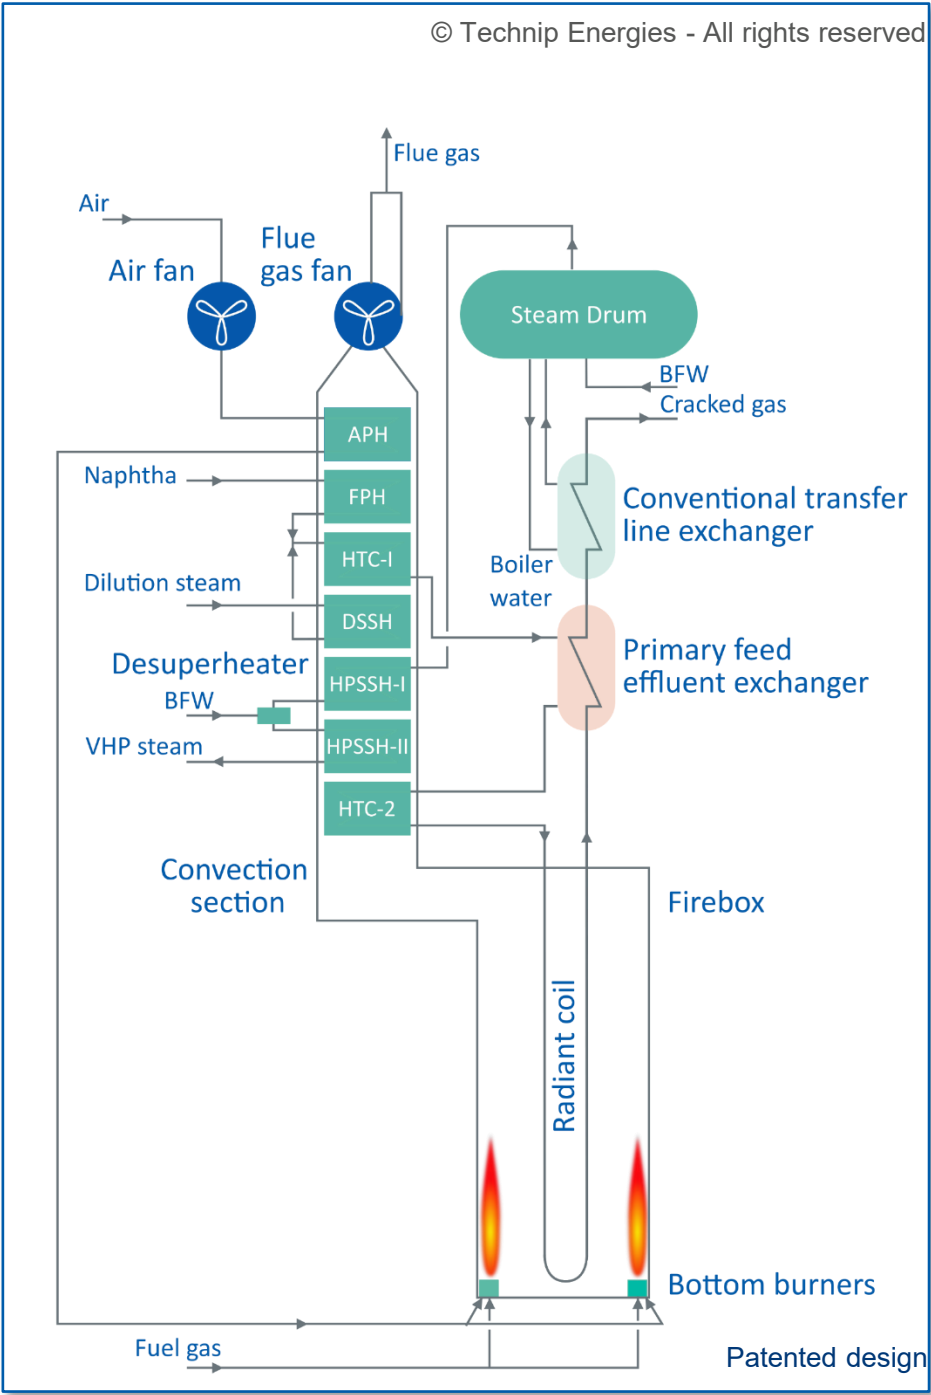 © Technip Energies - All rights reserved
Flue gas
Air
Flue
gas fan
Air fan
Steam Drum
BFW
Cracked gas
APH
Naphtha
FPH
Conventional transfer
line exchanger
HTC-I
Boiler
water
Dilution steam
DSSH
Primary feed
effluent exchanger
Desuperheater
HPSSH-I
BFW
VHP steam
HPSSH-II
HTC-2
Convection
section
Firebox
Radiant coil
Bottom burners
Fuel gas
Patented design